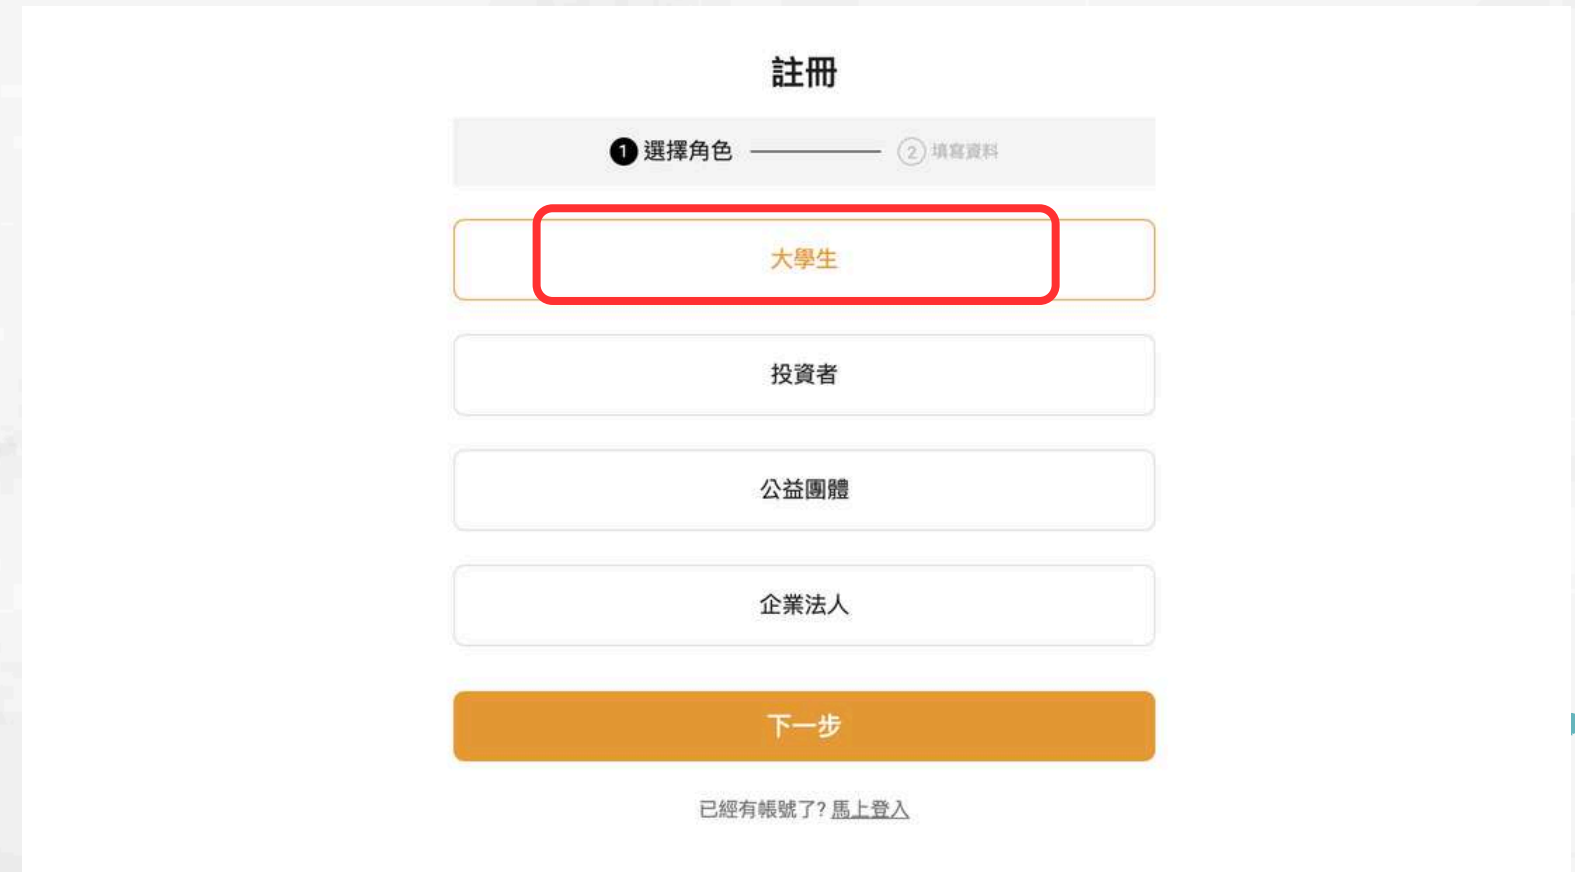 註冊
1 選擇角色 2 填寫資料
大學生
投資者
公益團體
企業法人
下一步
已經有帳號了? 馬上登入